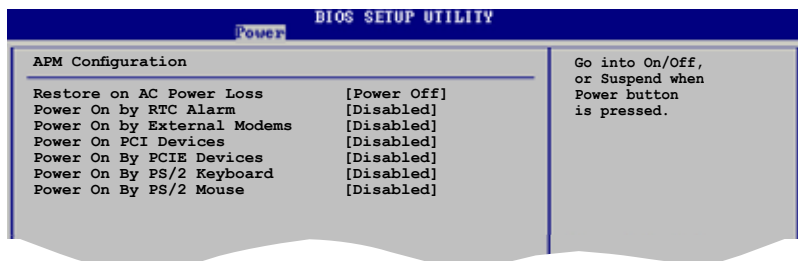 BIOS SETUP UTILITY
Power
APM Configuration
Restore on AC Power Loss [Power Off]
Power On by RTC Alarm [Disabled]
Power On by External Modems [Disabled]
Power On PCI Devices [Disabled]
Power On By PCIE Devices [Disabled]
Power On By PS/2 Keyboard [Disabled]
Power On By PS/2 Mouse [Disabled]
Go into On/Off,
or Suspend when
Power button
is pressed.